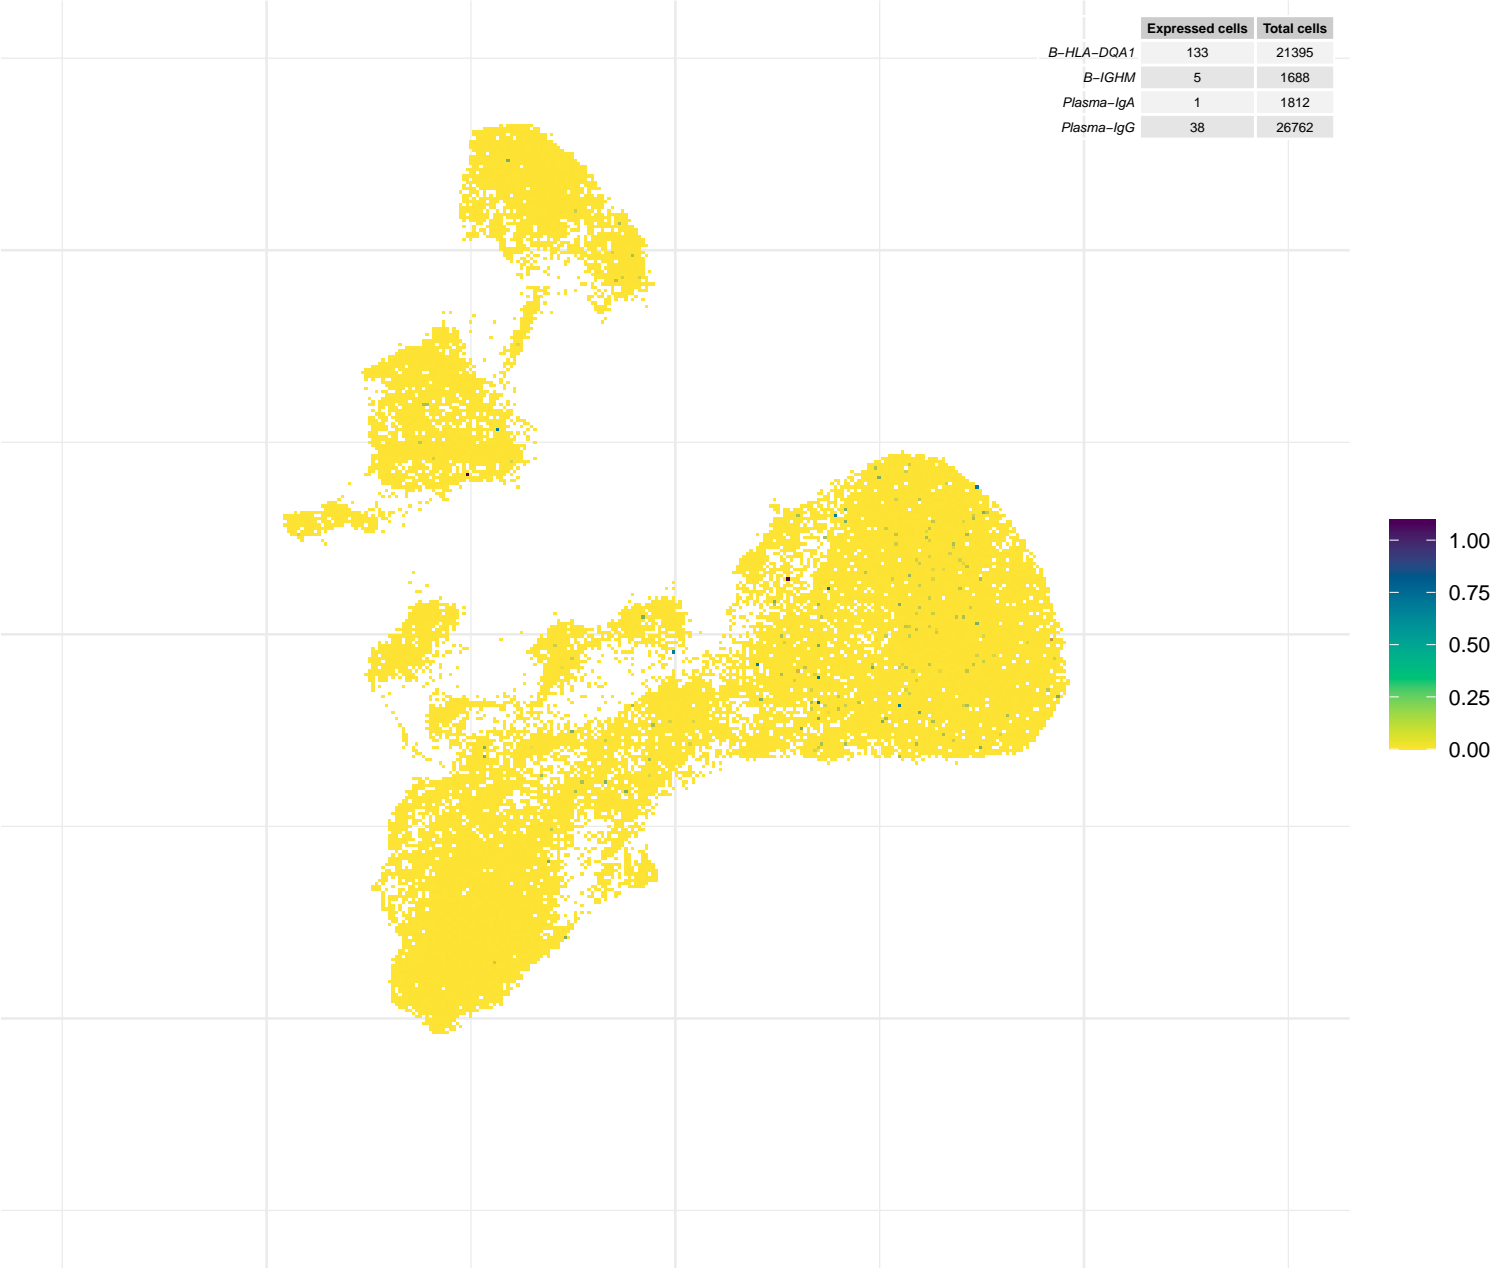 Expressed cells Total cells
B−HLA−DQA1 133 21395
B−IGHM 5 1688
Plasma−IgA 1 1812
Plasma−IgG 38 26762
1.00
0.75
0.50
0.25
0.00